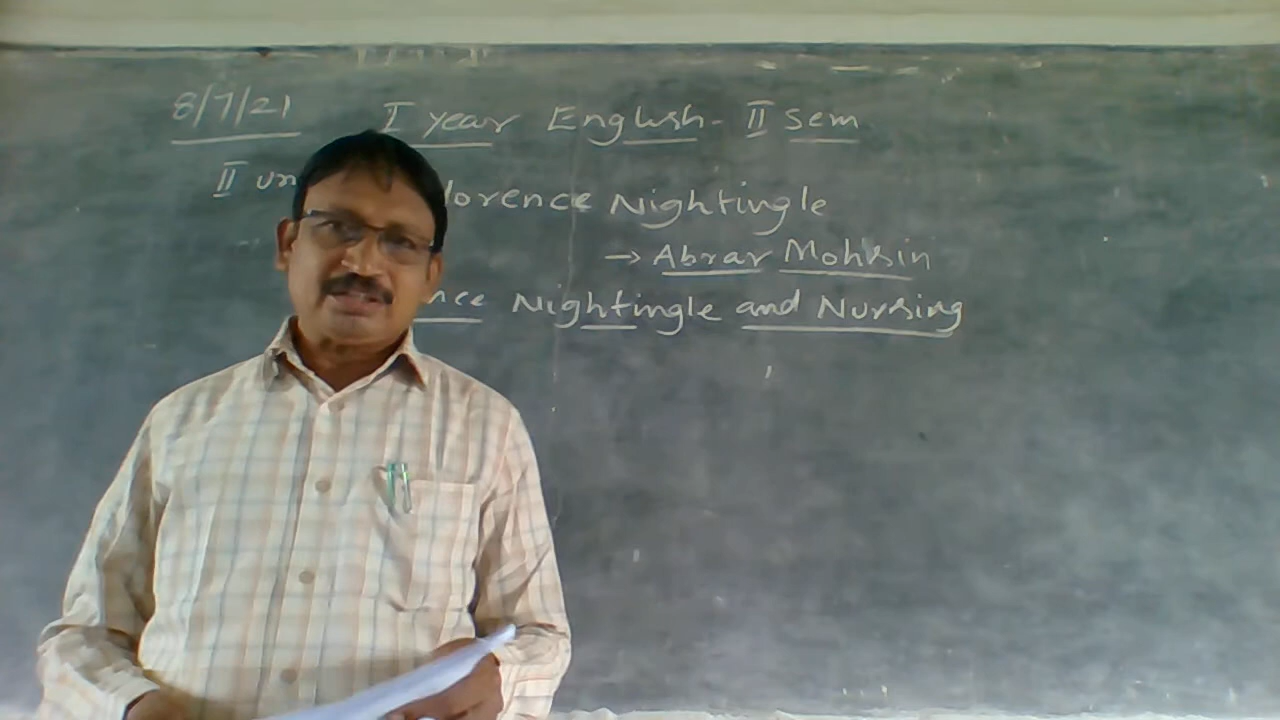 8/7/21 I year English - II Sem
II un lorence Nightingle
→ Abrar Mohsin
nce Nightingle and Nursing